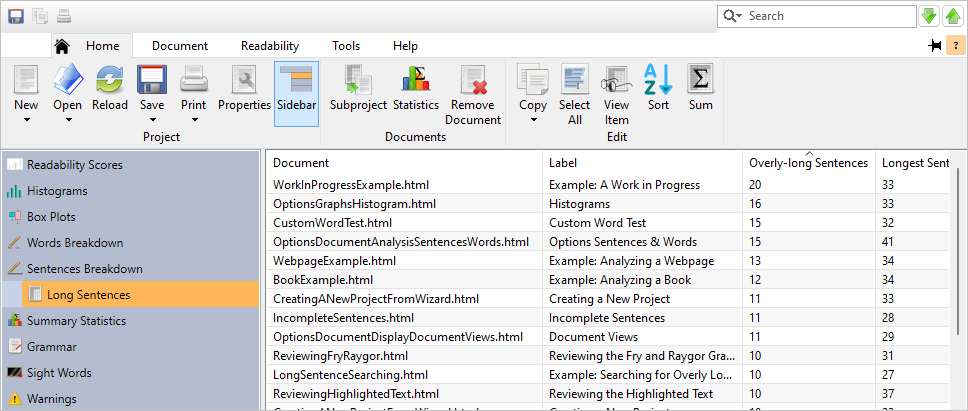 Search
Home Document Readability Tools Help
?
New Open Reload Save Print Properties Sidebar Subproject Statistics Remove Document Copy Select All View Item Sort Sum
Project Documents Edit
Readability Scores
Histograms
Box Plots
Words Breakdown
Sentences Breakdown
Long Sentences
Summary Statistics
Grammar
Sight Words
Warnings
Document Label Overly-long Sentences Longest Sent
WorkInProgressExample.html Example: A Work in Progress 20 33
OptionsGraphsHistogram.html Histograms 16 33
CustomWordTest.html Custom Word Test 15 32
OptionsDocumentAnalysisSentencesWords.html Options Sentences & Words 15 41
WebpageExample.html Example: Analyzing a Webpage 13 34
BookExample.html Example: Analyzing a Book 12 34
CreatingANewProjectFromWizard.html Creating a New Project 11 33
IncompleteSentences.html Incomplete Sentences 11 28
OptionsDocumentDisplayDocumentViews.html Document Views 11 29
ReviewingFryRaygor.html Reviewing the Fry and Raygor Gra... 10 31
LongSentenceSearching.html Example: Searching for Overly Lo... 10 27
ReviewingHighlightedText.html Reviewing the Highlighted Text 10 37